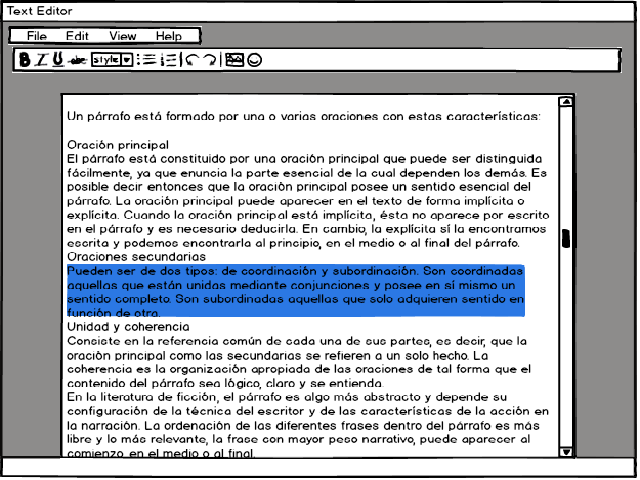 Text Editor
File Edit View Help
B I U abc style
Un párrafo está formado por una o varias oraciones con estas características:
Oración principal
El párrafo está constituido por una oración principal que puede ser distinguida
fácilmente, ya que enuncia la parte esencial de la cual dependen los demás. Es
posible decir entonces que la oración principal posee un sentido esencial del
párrafo. La oración principal puede aparecer en el texto de forma implícita o
explícita. Cuando la oración principal está implícita, ésta no aparece por escrito
en el párrafo y es necesario deducirla. En cambio, la explícita sí la encontramos
escrita y podemos encontrarla al principio, en el medio o al final del párrafo.
Oraciones secundarias
Pueden ser de dos tipos: de coordinación y subordinación. Son coordinadas
aquellas que están unidas mediante conjunciones y posee en sí mismo un
sentido completo. Son subordinadas aquellas que solo adquieren sentido en
función de otra.
Unidad y coherencia
Consiste en la referencia común de cada una de sus partes, es decir, que la
oración principal como las secundarias se refieren a un solo hecho. La
coherencia es la organización apropiada de las oraciones de tal forma que el
contenido del párrafo sea lógico, claro y se entienda.
En la literatura de ficción, el párrafo es algo más abstracto y depende su
configuración de la técnica del escritor y de las características de la acción en
la narración. La ordenación de las diferentes frases dentro del párrafo es más
libre y lo más relevante, la frase con mayor peso narrativo, puede aparecer al
comienzo, en el medio o al final.